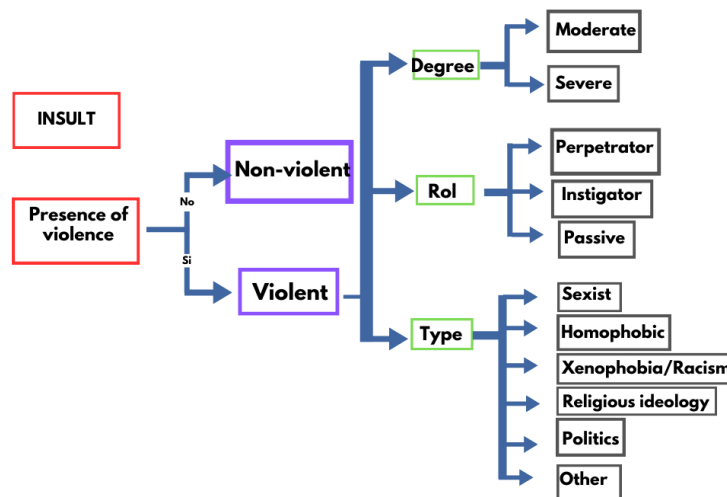 INSULT
Presence of
violence
No
Si
Non-violent
Violent
Degree
Moderate
Severe
Rol
Perpetrator
Instigator
Passive
Type
Sexist
Homophobic
Xenophobia/Racism
Religious ideology
Politics
Other